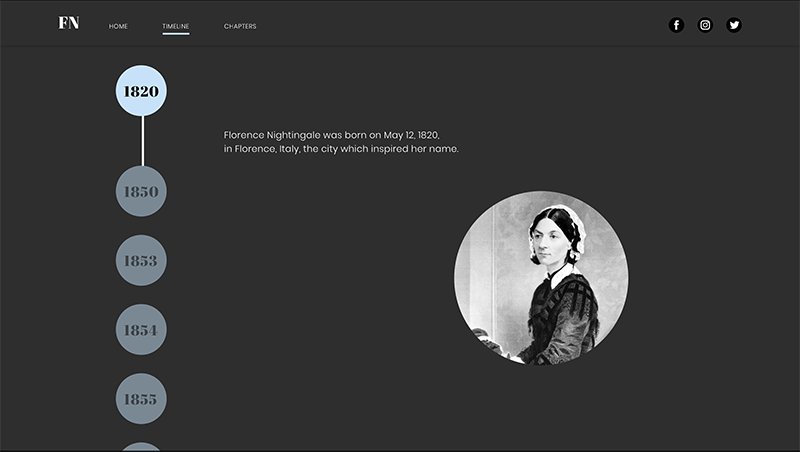 FN
HOME
TIMELINE
CHAPTERS
1820
Florence Nightingale was born on May 12, 1820,
in Florence, Italy, the city which inspired her name.
1850
1853
1854
1855